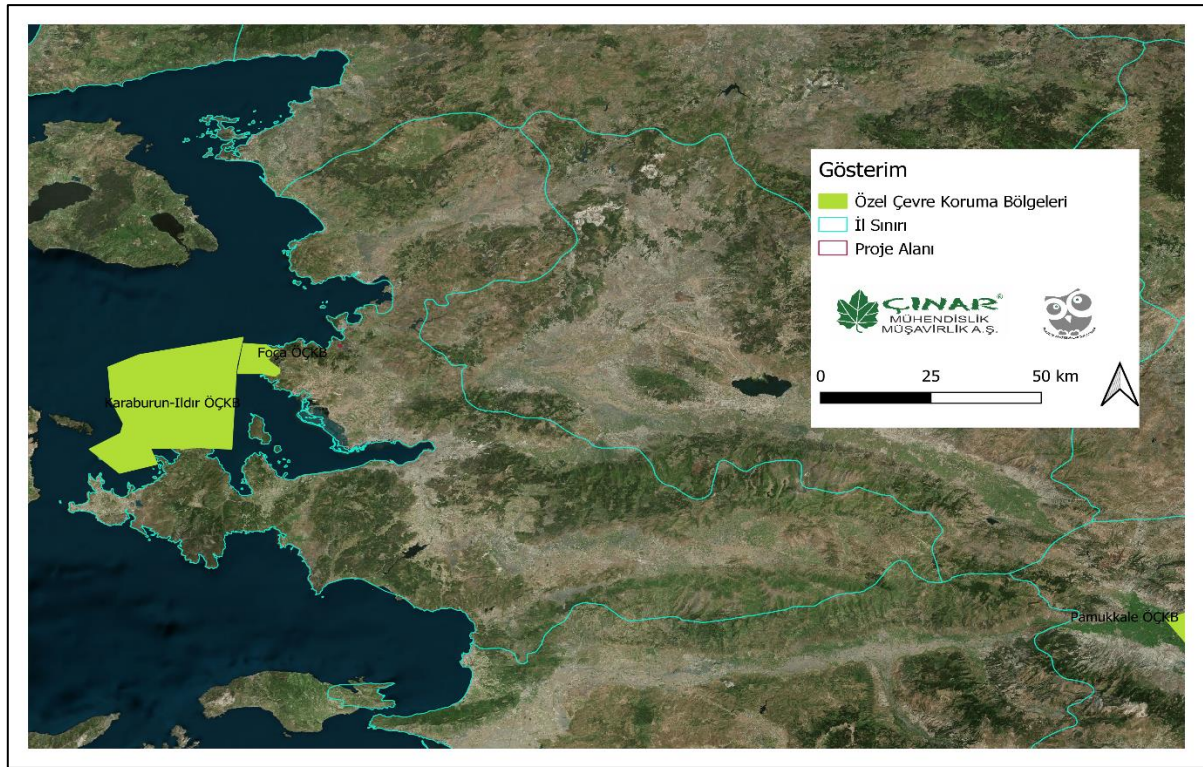 Gösterim
Özel Çevre Koruma Bölgeleri
İl Sınırı
Proje Alanı
ÇINAR®
MÜHENDİSLİK
MÜŞAVİRLİK A.Ş.
0 25 50 km
Foça ÖÇKB
Karaburun-Ildır ÖÇKB
Pamukkale ÖÇKB